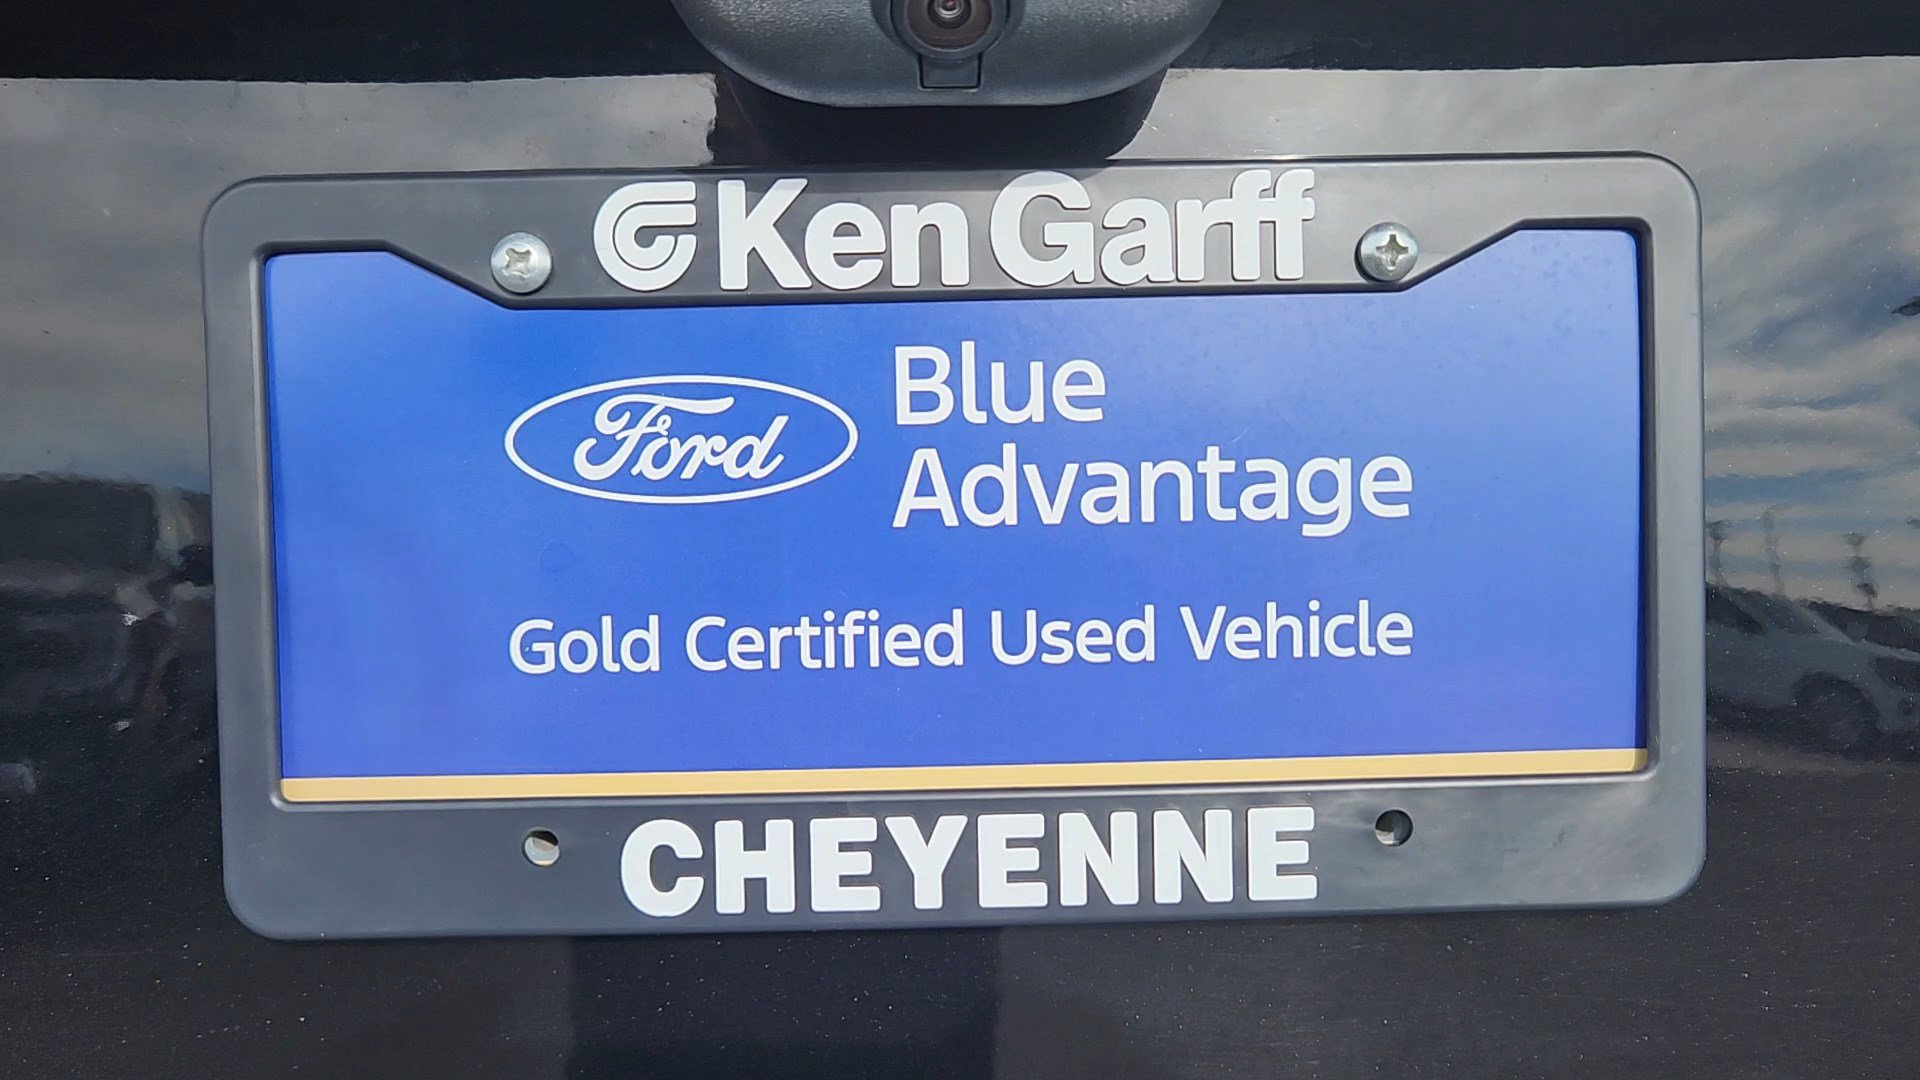 Ken Garff
Ford
Blue
Advantage
Gold Certified Used Vehicle
CHEYENNE